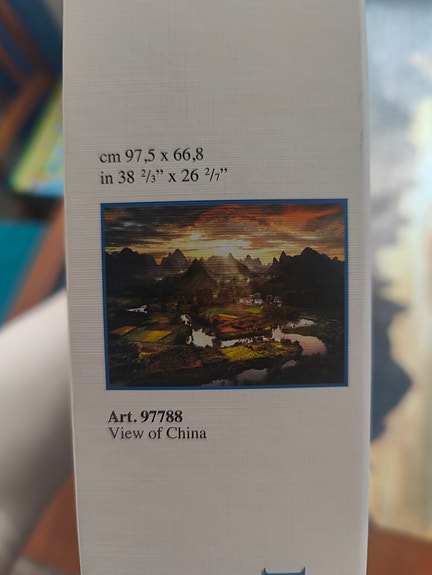 cm 97,5 x 66,8
in 38 2/3” x 26 2/7”
Art. 97788
View of China